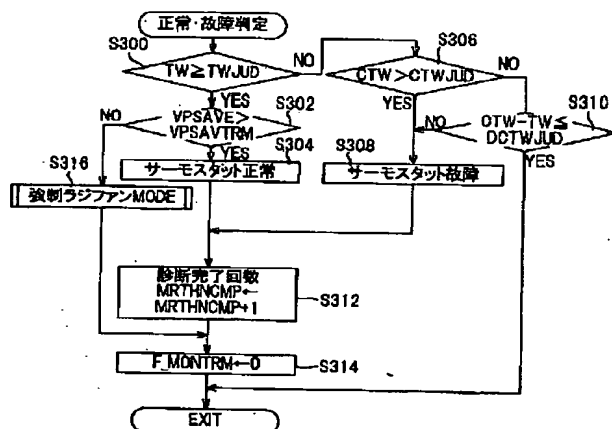 正常・故障判定
S300
TW≧TWJUD
NO
YES
S306
CTW>CTWJUD
NO
YES
S302
VPSAVE>
VPSAVTRM
NO
YES
S310
CTW-TW≦
DCTWJUD
NO
YES
S304
サーモスタット正常
S308
サーモスタット故障
S316
強制ラジファンMODE
診断完了回数
MRTHNCMP←
MRTHNCMP+1
S312
F_MONTRM←0
S314
EXIT